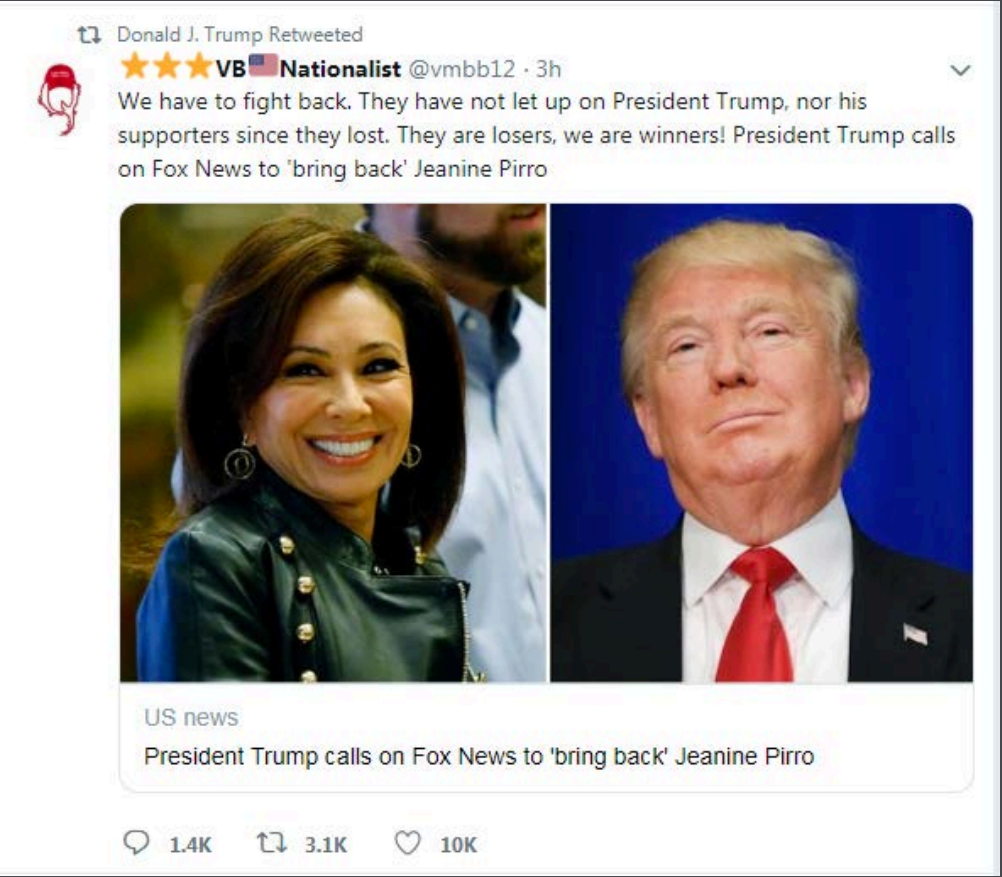 Donald J. Trump Retweeted
⭐⭐⭐VB🇺🇸Nationalist @vmbb12 · 3h
We have to fight back. They have not let up on President Trump, nor his
supporters since they lost. They are losers, we are winners! President Trump calls
on Fox News to 'bring back' Jeanine Pirro
US news
President Trump calls on Fox News to 'bring back' Jeanine Pirro
1.4K 3.1K 10K